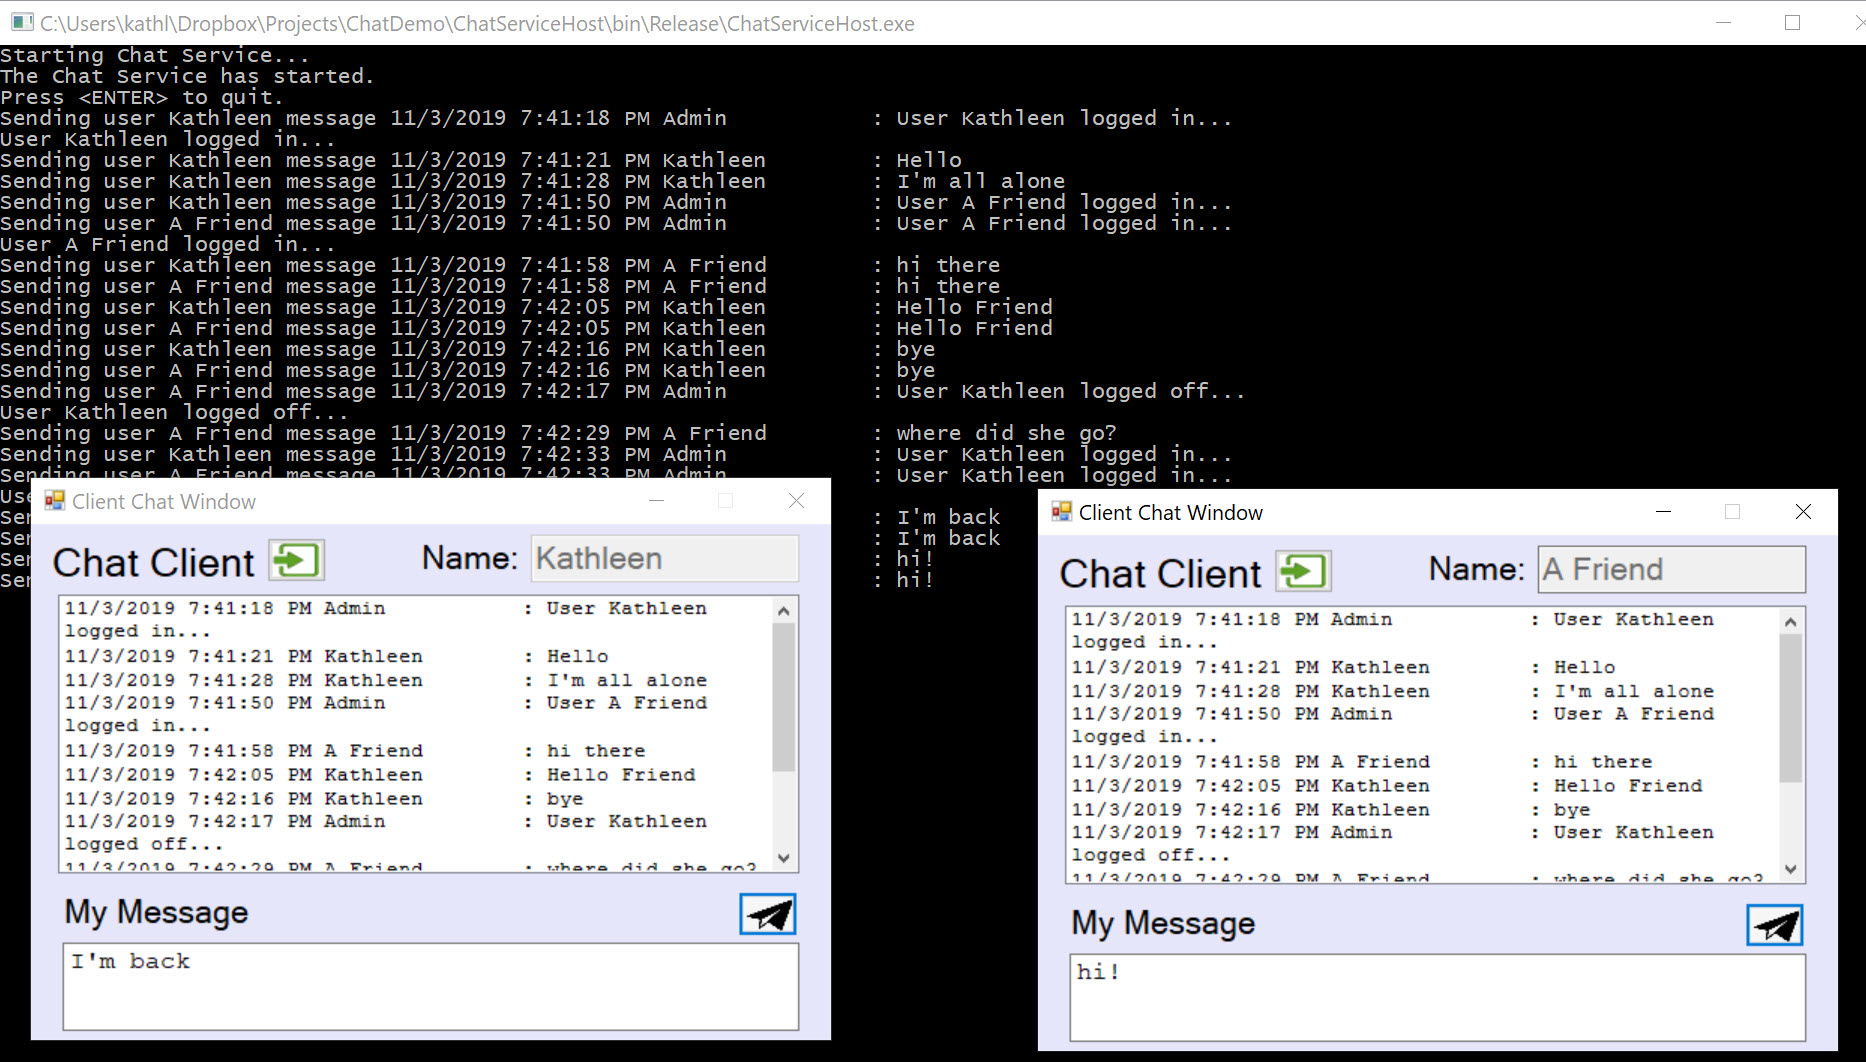 C:\Users\kathl\Dropbox\Projects\ChatDemo\ChatServiceHost\bin\Release\ChatServiceHost.exe
Starting Chat Service...
The Chat Service has started.
Press <ENTER> to quit.
Sending user Kathleen message 11/3/2019 7:41:18 PM Admin : User Kathleen logged in...
User Kathleen logged in...
Sending user Kathleen message 11/3/2019 7:41:21 PM Kathleen : Hello
Sending user Kathleen message 11/3/2019 7:41:28 PM Kathleen : I'm all alone
Sending user Kathleen message 11/3/2019 7:41:50 PM Admin : User A Friend logged in...
Sending user A Friend message 11/3/2019 7:41:50 PM Admin : User A Friend logged in...
User A Friend logged in...
Sending user Kathleen message 11/3/2019 7:41:58 PM A Friend : hi there
Sending user A Friend message 11/3/2019 7:41:58 PM A Friend : hi there
Sending user Kathleen message 11/3/2019 7:42:05 PM Kathleen : Hello Friend
Sending user A Friend message 11/3/2019 7:42:05 PM Kathleen : Hello Friend
Sending user Kathleen message 11/3/2019 7:42:16 PM Kathleen : bye
Sending user A Friend message 11/3/2019 7:42:16 PM Kathleen : bye
Sending user A Friend message 11/3/2019 7:42:17 PM Admin : User Kathleen logged off...
User Kathleen logged off...
Sending user A Friend message 11/3/2019 7:42:29 PM A Friend : where did she go?
Sending user Kathleen message 11/3/2019 7:42:33 PM Admin : User Kathleen logged in...
Sending user A Friend message 11/3/2019 7:42:33 PM Admin : User Kathleen logged in...
: I'm back
: I'm back
: hi!
: hi!
Client Chat Window
Chat Client Name: Kathleen
11/3/2019 7:41:18 PM Admin : User Kathleen
logged in...
11/3/2019 7:41:21 PM Kathleen : Hello
11/3/2019 7:41:28 PM Kathleen : I'm all alone
11/3/2019 7:41:50 PM Admin : User A Friend
logged in...
11/3/2019 7:41:58 PM A Friend : hi there
11/3/2019 7:42:05 PM Kathleen : Hello Friend
11/3/2019 7:42:16 PM Kathleen : bye
11/3/2019 7:42:17 PM Admin : User Kathleen
logged off...
11/3/2019 7:42:29 PM A Friend : where did she go?
My Message
I'm back
Client Chat Window
Chat Client Name: A Friend
11/3/2019 7:41:18 PM Admin : User Kathleen
logged in...
11/3/2019 7:41:21 PM Kathleen : Hello
11/3/2019 7:41:28 PM Kathleen : I'm all alone
11/3/2019 7:41:50 PM Admin : User A Friend
logged in...
11/3/2019 7:41:58 PM A Friend : hi there
11/3/2019 7:42:05 PM Kathleen : Hello Friend
11/3/2019 7:42:16 PM Kathleen : bye
11/3/2019 7:42:17 PM Admin : User Kathleen
logged off...
11/3/2019 7:42:29 PM A Friend : where did she go?
My Message
hi!